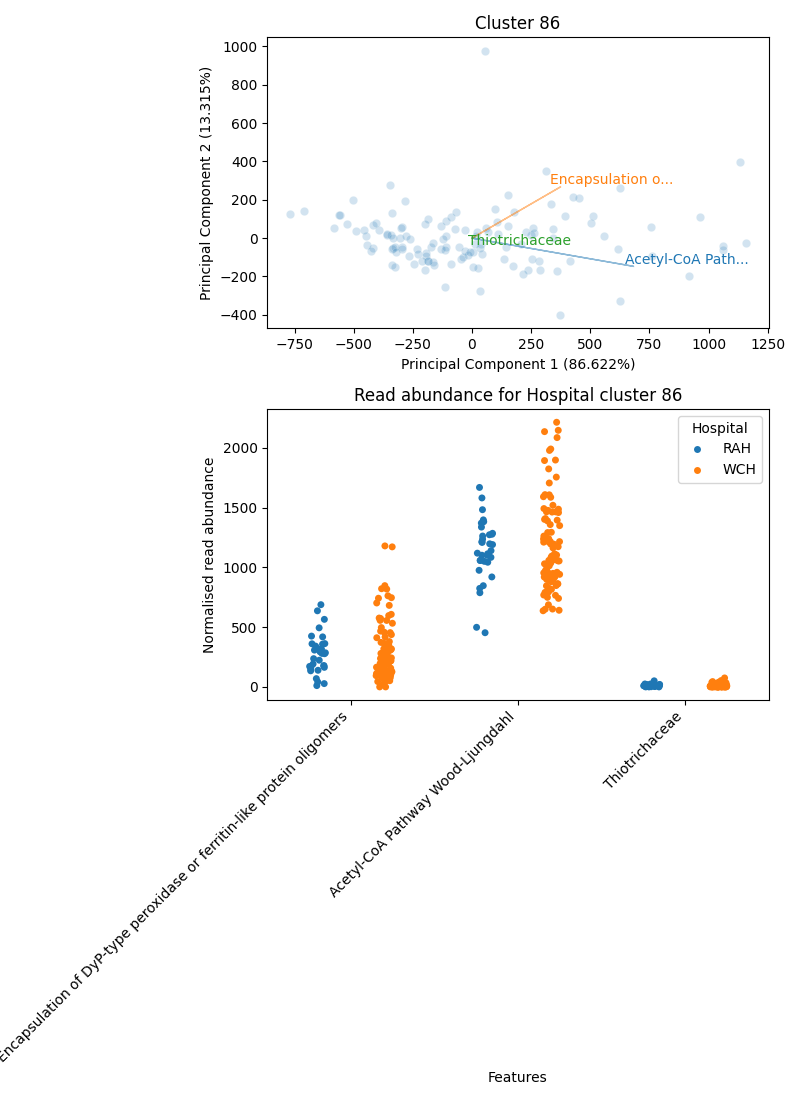 Cluster 86
1000
800
600
400
200
0
−200
−400
Principal Component 2 (13.315%)
Encapsulation o...
Thiotrichaceae
Acetyl-CoA Path...
−750 −500 −250 0 250 500 750 1000 1250
Principal Component 1 (86.622%)
Read abundance for Hospital cluster 86
2000
1500
1000
500
0
Normalised read abundance
Hospital
RAH
WCH
Encapsulation of DyP-type peroxidase or ferritin-like protein oligomers
Acetyl-CoA Pathway Wood-Ljungdahl
Thiotrichaceae
Features